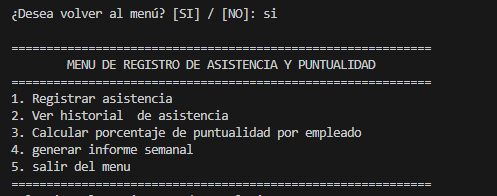 ¿Desea volver al menú? [SI] / [NO]: si
============================================================
MENU DE REGISTRO DE ASISTENCIA Y PUNTUALIDAD
============================================================
1. Registrar asistencia
2. Ver historial  de asistencia
3. Calcular porcentaje de puntualidad por empleado
4. generar informe semanal
5. salir del menu
============================================================